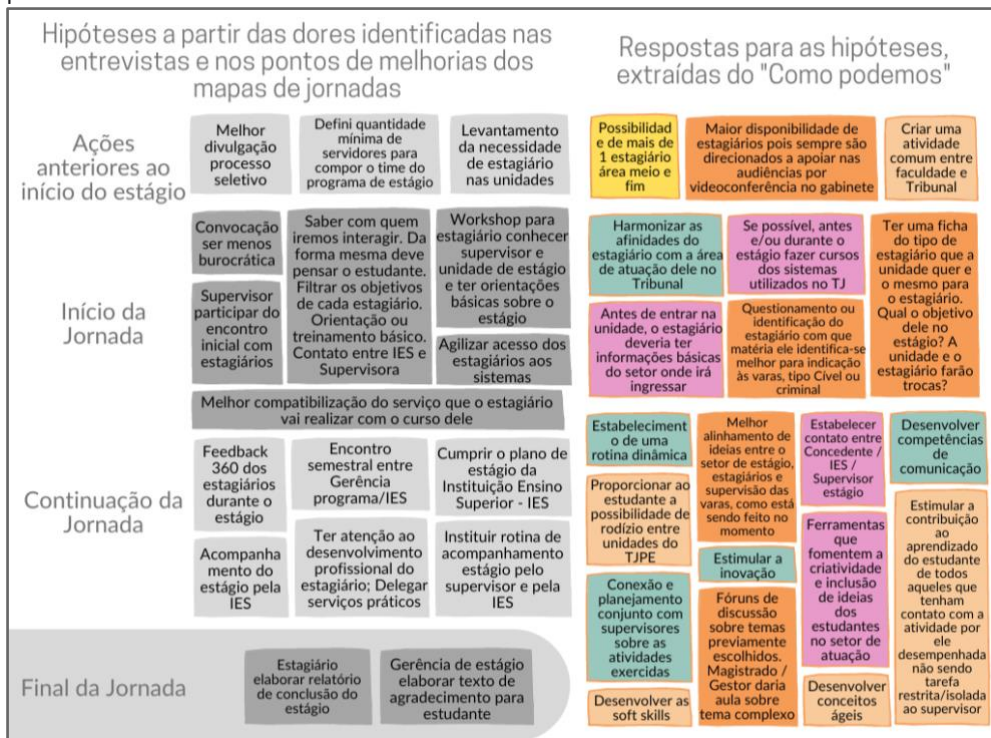 Hipóteses a partir das dores identificadas nas
entrevistas e nos pontos de melhorias dos
mapas de jornadas
Respostas para as hipóteses,
extraídas do "Como podemos"
Ações
anteriores ao
início do estágio
Melhor
divulgação
processo
seletivo
Defini quantidade
mínima de
servidores para
compor o time do
programa de estágio
Levantamento
da necessidade
de estagiário
nas unidades
Possibilidad
e de mais de
1 estagiário
área meio e
fim
Maior disponibilidade de
estagiários pois sempre são
direcionados a apoiar nas
audiências por
videoconferência no gabinete
Criar uma
atividade
comum entre
faculdade e
Tribunal
Início da
Jornada
Convocação
ser menos
burocrática
Supervisor
participar do
encontro
inicial com
estagiários
Saber com quem
iremos interagir. Da
forma mesma deve
pensar o estudante.
Filtrar os objetivos
de cada estagiário.
Orientação ou
treinamento básico.
Contato entre IES e
Supervisora
Workshop para
estagiário conhecer
supervisor e
unidade de estágio
e ter orientações
básicas sobre o
estágio
Agilizar acesso dos
estagiários aos
sistemas
Melhor compatibilização do serviço que o estagiário
vai realizar com o curso dele
Harmonizar as
afinidades do
estagiário com a área
de atuação dele no
Tribunal
Se possível, antes
e/ou durante o
estágio fazer cursos
dos sistemas
utilizados no TJ
Ter uma ficha
do tipo de
estagiário que a
unidade quer e
o mesmo para
o estagiário.
Qual o objetivo
dele no
estágio? A
unidade e o
estagiário farão
trocas?
Antes de entrar na
unidade, o estagiário
deveria ter
informações básicas
do setor onde irá
ingressar
Questionamento ou
identificação do
estagiário com que
matéria ele identifica-se
melhor para indicação
às varas, tipo Cível ou
criminal
Continuação da
Jornada
Feedback
360 dos
estagiários
durante o
estágio
Encontro
semestral entre
Gerência
programa/IES
Cumprir o plano de
estágio da
Instituição Ensino
Superior - IES
Acompanha
mento do
estágio pela
IES
Ter atenção ao
desenvolvimento
profissional do
estagiário; Delegar
serviços práticos
Instituir rotina de
acompanhamento
estágio pelo
supervisor e pela
IES
Estabeleciment
o de uma
rotina dinâmica
Melhor
alinhamento de
ideias entre o
setor de estágio,
estagiários e
supervisão das
varas, como está
sendo feito no
momento
Estabelecer
contato entre
Concedente /
IES /
Supervisor
estágio
Desenvolver
competências
de
comunicação
Proporcionar ao
estudante a
possibilidade de
rodízio entre
unidades do
TJPE
Estimular a
inovação
Ferramentas
que
fomentem a
criatividade
e inclusão
de ideias
dos
estudantes
no setor de
atuação
Estimular a
contribuição
ao
aprendizado
do estudante
de todos
aqueles que
tenham
contato com a
atividade por
ele
desempenhada
não sendo
tarefa
restrita/isolada
ao supervisor
Conexão e
planejamento
conjunto com
supervisores
sobre as
atividades
exercidas
Fóruns de
discussão
sobre temas
previamente
escolhidos.
Magistrado /
Gestor daria
aula sobre
tema complexo
Desenvolver as
soft skills
Desenvolver
conceitos
ágeis
Final da Jornada
Estagiário
elaborar relatório
de conclusão do
estágio
Gerência de estágio
elaborar texto de
agradecimento para
estudante